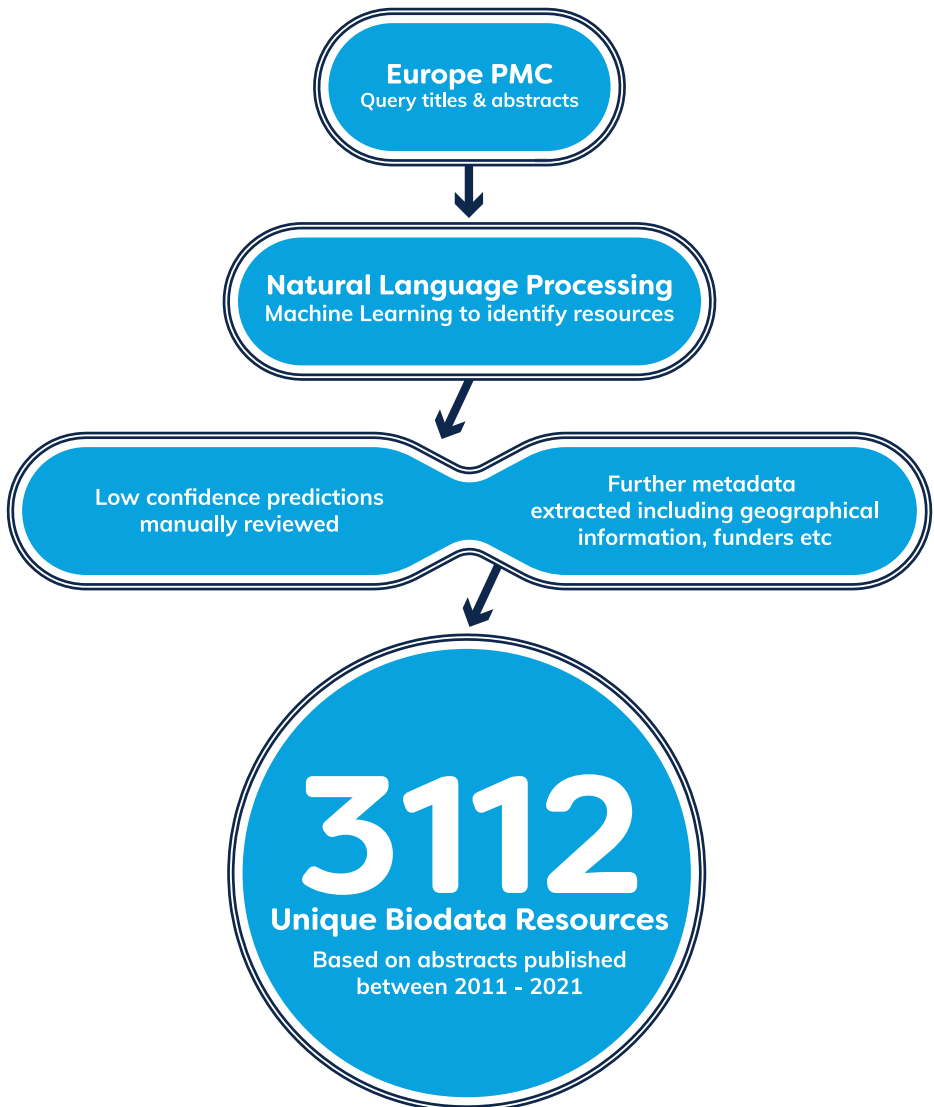 Europe PMC
Query titles & abstracts
Natural Language Processing
Machine Learning to identify resources
Low confidence predictions
manually reviewed
Further metadata
extracted including geographical
information, funders etc
3112
Unique Biodata Resources
Based on abstracts published
between 2011 - 2021